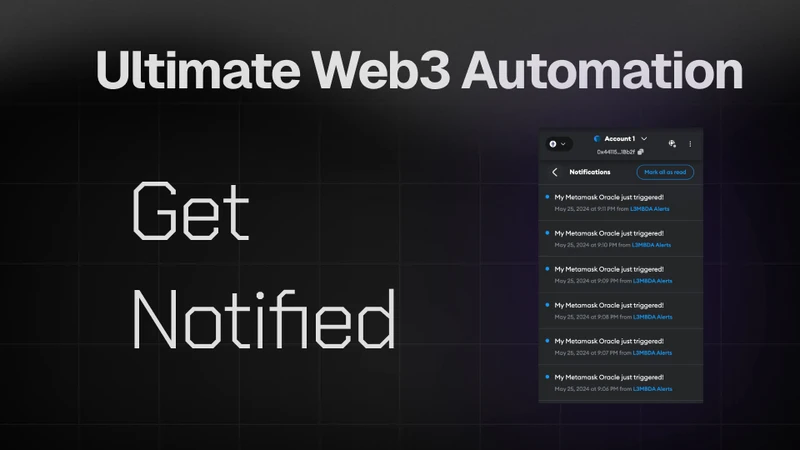 Ultimate Web3 Automation
Get
Notified
Account 1
Notifications
Mark all as read
My Metamask Oracle just triggered!
May 25, 2024 at 9:11 PM from L3MBDA Alerts
My Metamask Oracle just triggered!
May 25, 2024 at 9:10 PM from L3MBDA Alerts
My Metamask Oracle just triggered!
May 25, 2024 at 9:09 PM from L3MBDA Alerts
My Metamask Oracle just triggered!
May 25, 2024 at 9:08 PM from L3MBDA Alerts
My Metamask Oracle just triggered!
May 25, 2024 at 9:07 PM from L3MBDA Alerts
My Metamask Oracle just triggered!
May 25, 2024 at 9:06 PM from L3MBDA Alerts